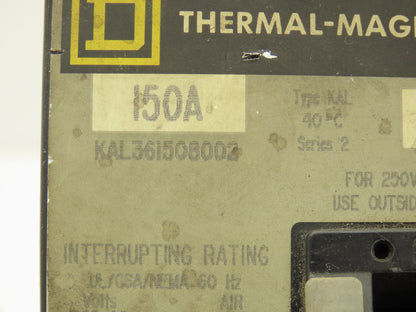 D
THERMAL-MAG
150A
Type KAL
40°C
KAL361508002
Series 2
FOR 250V
USE OUTSID
INTERRUPTING RATING
UL/CSA/NEMA 60 Hz
Volts AIR